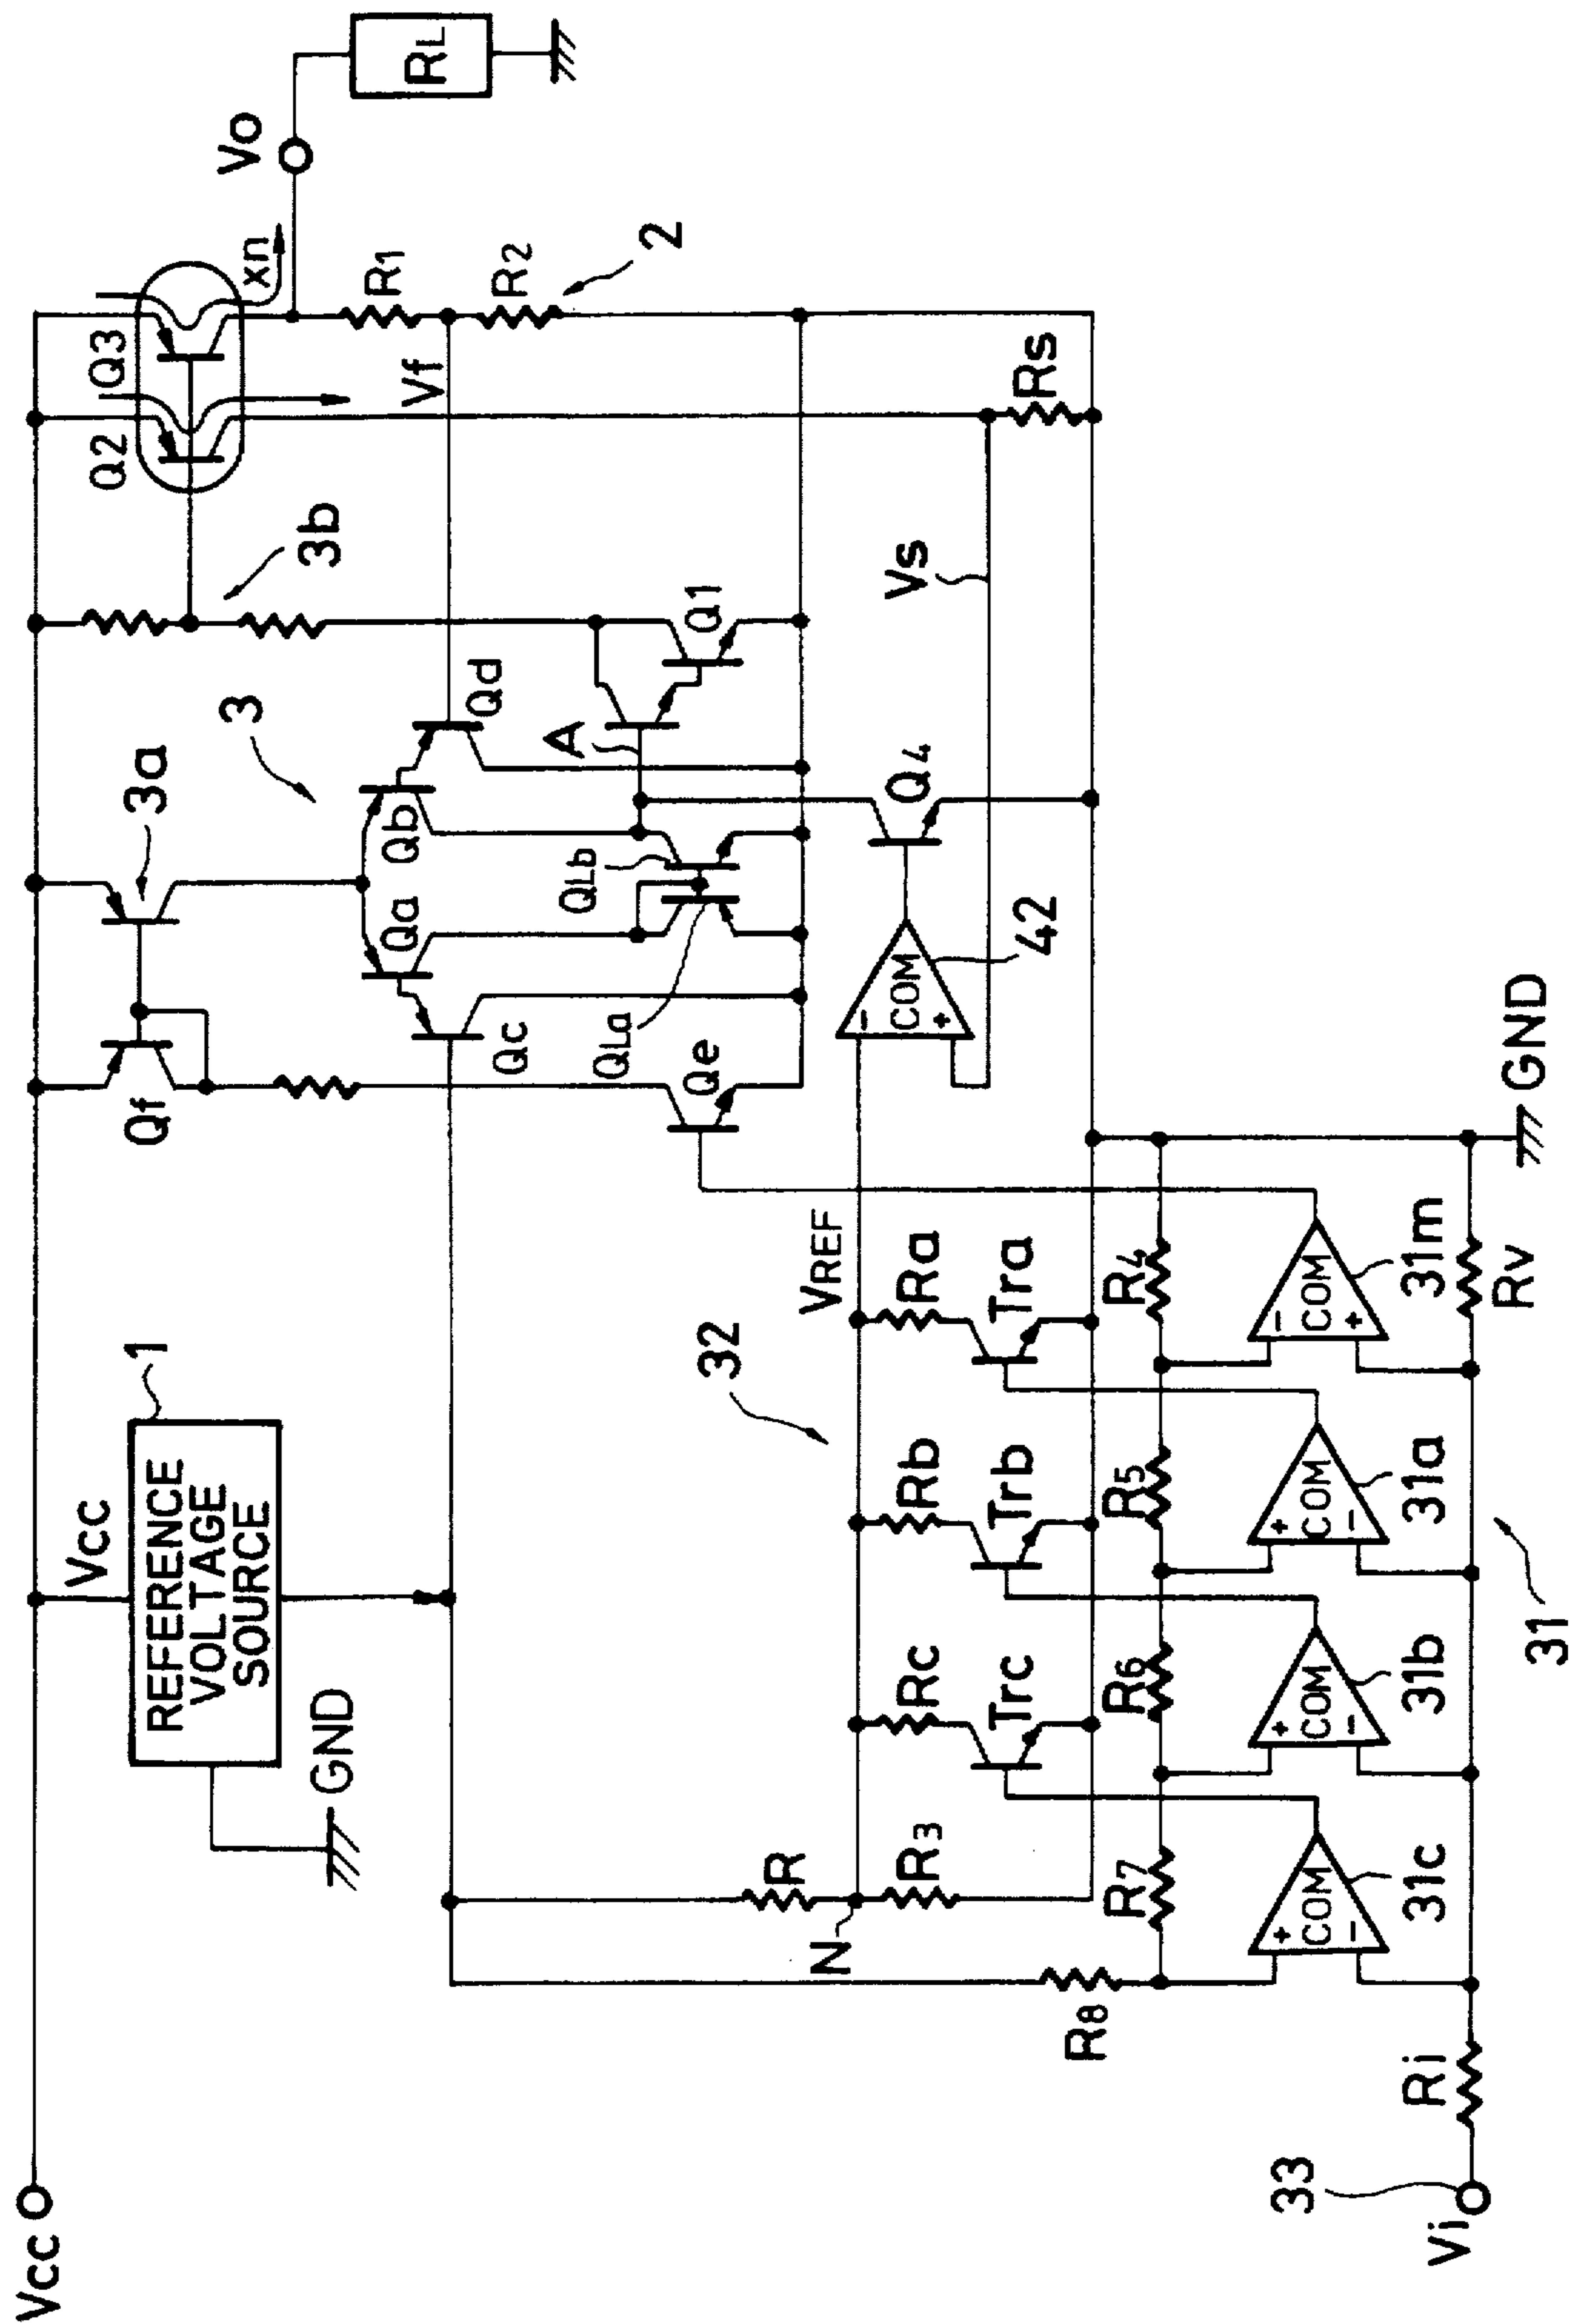 Vcc
Vcc
1
REFERENCE
VOLTAGE
SOURCE
GND
Qf
3a
3
3b
Q2
Q3
xn
Vo
RL
R1
R2
2
Vf
Qc
Qa
Qb
Qd
QLa
QLb
A
Q1
Qe
Q4
Vs
Rs
COM
-
+
42
VREF
32
N
R
R3
Rc
Rb
Ra
Trc
Trb
Tra
R8
R7
R6
R5
R4
COM
+
-
31c
COM
+
-
31b
COM
+
-
31a
COM
-
+
31m
GND
33
Vi
Ri
31
Rv